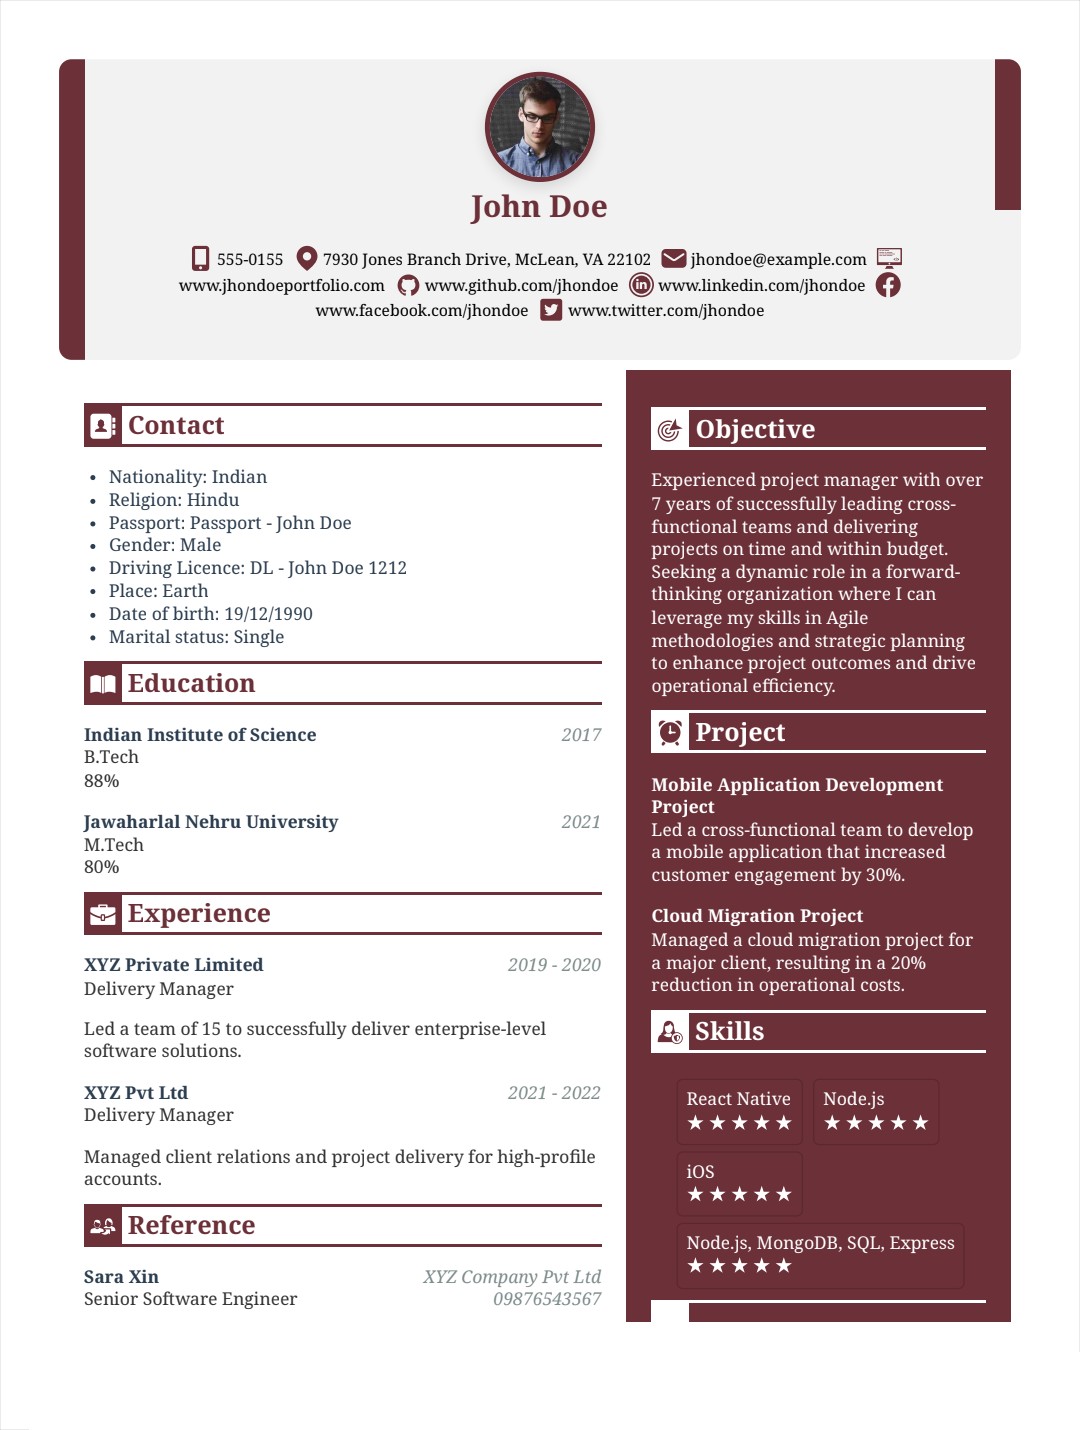 John Doe
555-0155 7930 Jones Branch Drive, McLean, VA 22102 jhondoe@example.com
www.jhondoeportfolio.com www.github.com/jhondoe www.linkedin.com/jhondoe
www.facebook.com/jhondoe www.twitter.com/jhondoe
Contact
• Nationality: Indian
• Religion: Hindu
• Passport: Passport - John Doe
• Gender: Male
• Driving Licence: DL - John Doe 1212
• Place: Earth
• Date of birth: 19/12/1990
• Marital status: Single
Education
Indian Institute of Science 2017
B.Tech
88%
Jawaharlal Nehru University 2021
M.Tech
80%
Experience
XYZ Private Limited 2019 - 2020
Delivery Manager
Led a team of 15 to successfully deliver enterprise-level
software solutions.
XYZ Pvt Ltd 2021 - 2022
Delivery Manager
Managed client relations and project delivery for high-profile
accounts.
Reference
Sara Xin XYZ Company Pvt Ltd
Senior Software Engineer 09876543567
Objective
Experienced project manager with over
7 years of successfully leading cross-
functional teams and delivering
projects on time and within budget.
Seeking a dynamic role in a forward-
thinking organization where I can
leverage my skills in Agile
methodologies and strategic planning
to enhance project outcomes and drive
operational efficiency.
Project
Mobile Application Development
Project
Led a cross-functional team to develop
a mobile application that increased
customer engagement by 30%.
Cloud Migration Project
Managed a cloud migration project for
a major client, resulting in a 20%
reduction in operational costs.
Skills
React Native Node.js
★ ★ ★ ★ ★ ★ ★ ★ ★ ★
iOS
★ ★ ★ ★ ★
Node.js, MongoDB, SQL, Express
★ ★ ★ ★ ★